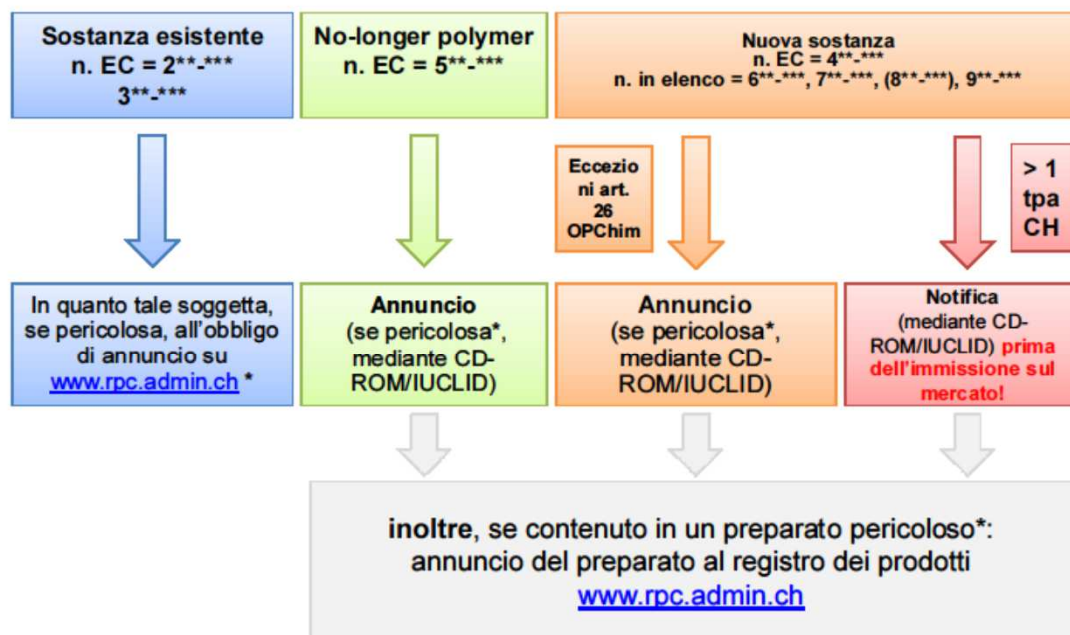 Sostanza esistente
n. EC = 2**-***
3**-***
No-longer polymer
n. EC = 5**-***
Nuova sostanza
n. EC = 4**-***
n. in elenco = 6**-***, 7**-***, (8**-***), 9**-***
Eccezio
ni art.
26
OPChim
> 1
tpa
CH
In quanto tale soggetta,
se pericolosa, all'obbligo
di annuncio su
www.rpc.admin.ch *
Annuncio
(se pericolosa*,
mediante CD-
ROM/IUCLID)
Annuncio
(se pericolosa*,
mediante CD-
ROM/IUCLID)
Notifica
(mediante CD-
ROM/IUCLID) prima
dell'immissione sul
mercato!
inoltre, se contenuto in un preparato pericoloso*:
annuncio del preparato al registro dei prodotti
www.rpc.admin.ch